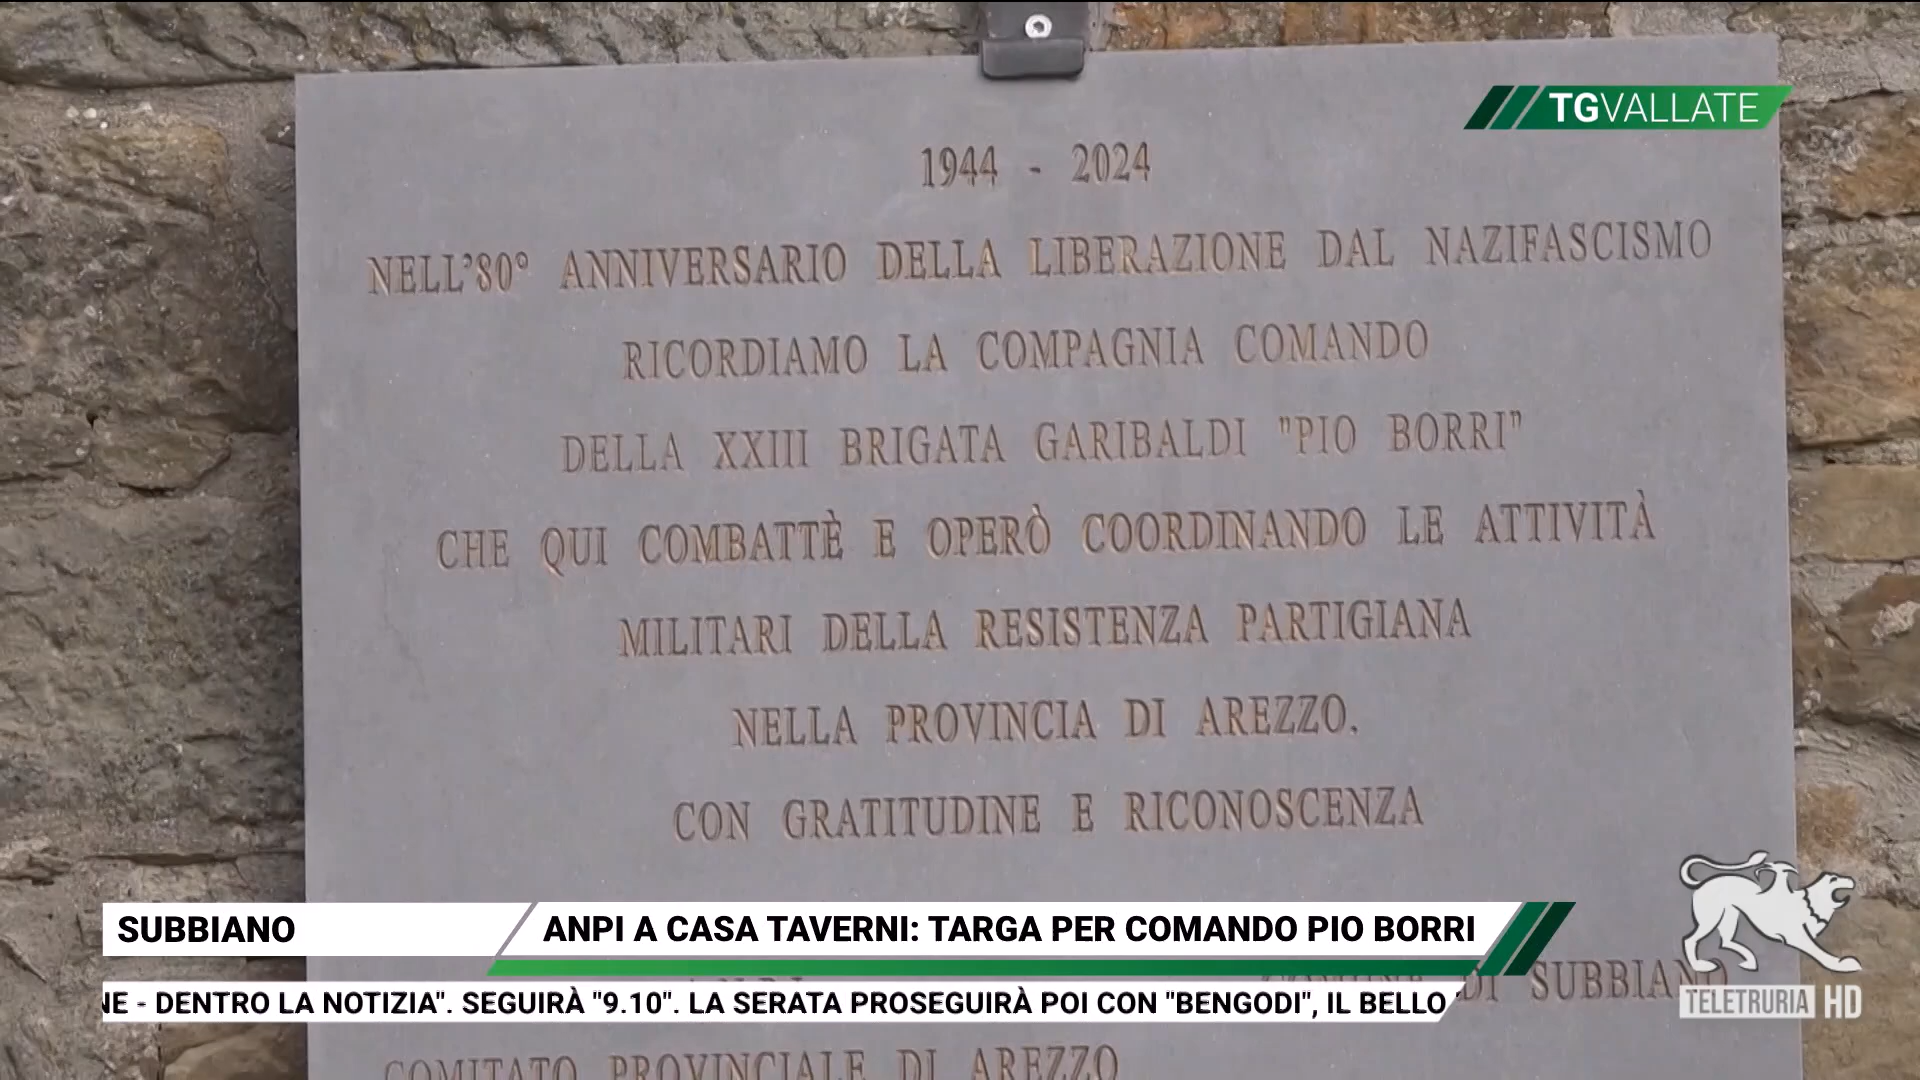 TGVALLATE
1944 - 2024
NELL'80° ANNIVERSARIO DELLA LIBERAZIONE DAL NAZIFASCISMO
RICORDIAMO LA COMPAGNIA COMANDO
DELLA XXIII BRIGATA GARIBALDI "PIO BORRI"
CHE QUI COMBATTÈ E OPERÒ COORDINANDO LE ATTIVITÀ
MILITARI DELLA RESISTENZA PARTIGIANA
NELLA PROVINCIA DI AREZZO.
CON GRATITUDINE E RICONOSCENZA
SUBBIANO
ANPI A CASA TAVERNI: TARGA PER COMANDO PIO BORRI
DI SUBBIANO
NE - DENTRO LA NOTIZIA". SEGUIRÀ "9.10". LA SERATA PROSEGUIRÀ POI CON "BENGODI", IL BELLO
TELETRURIA HD
COMITATO PROVINCIALE DI AREZZO